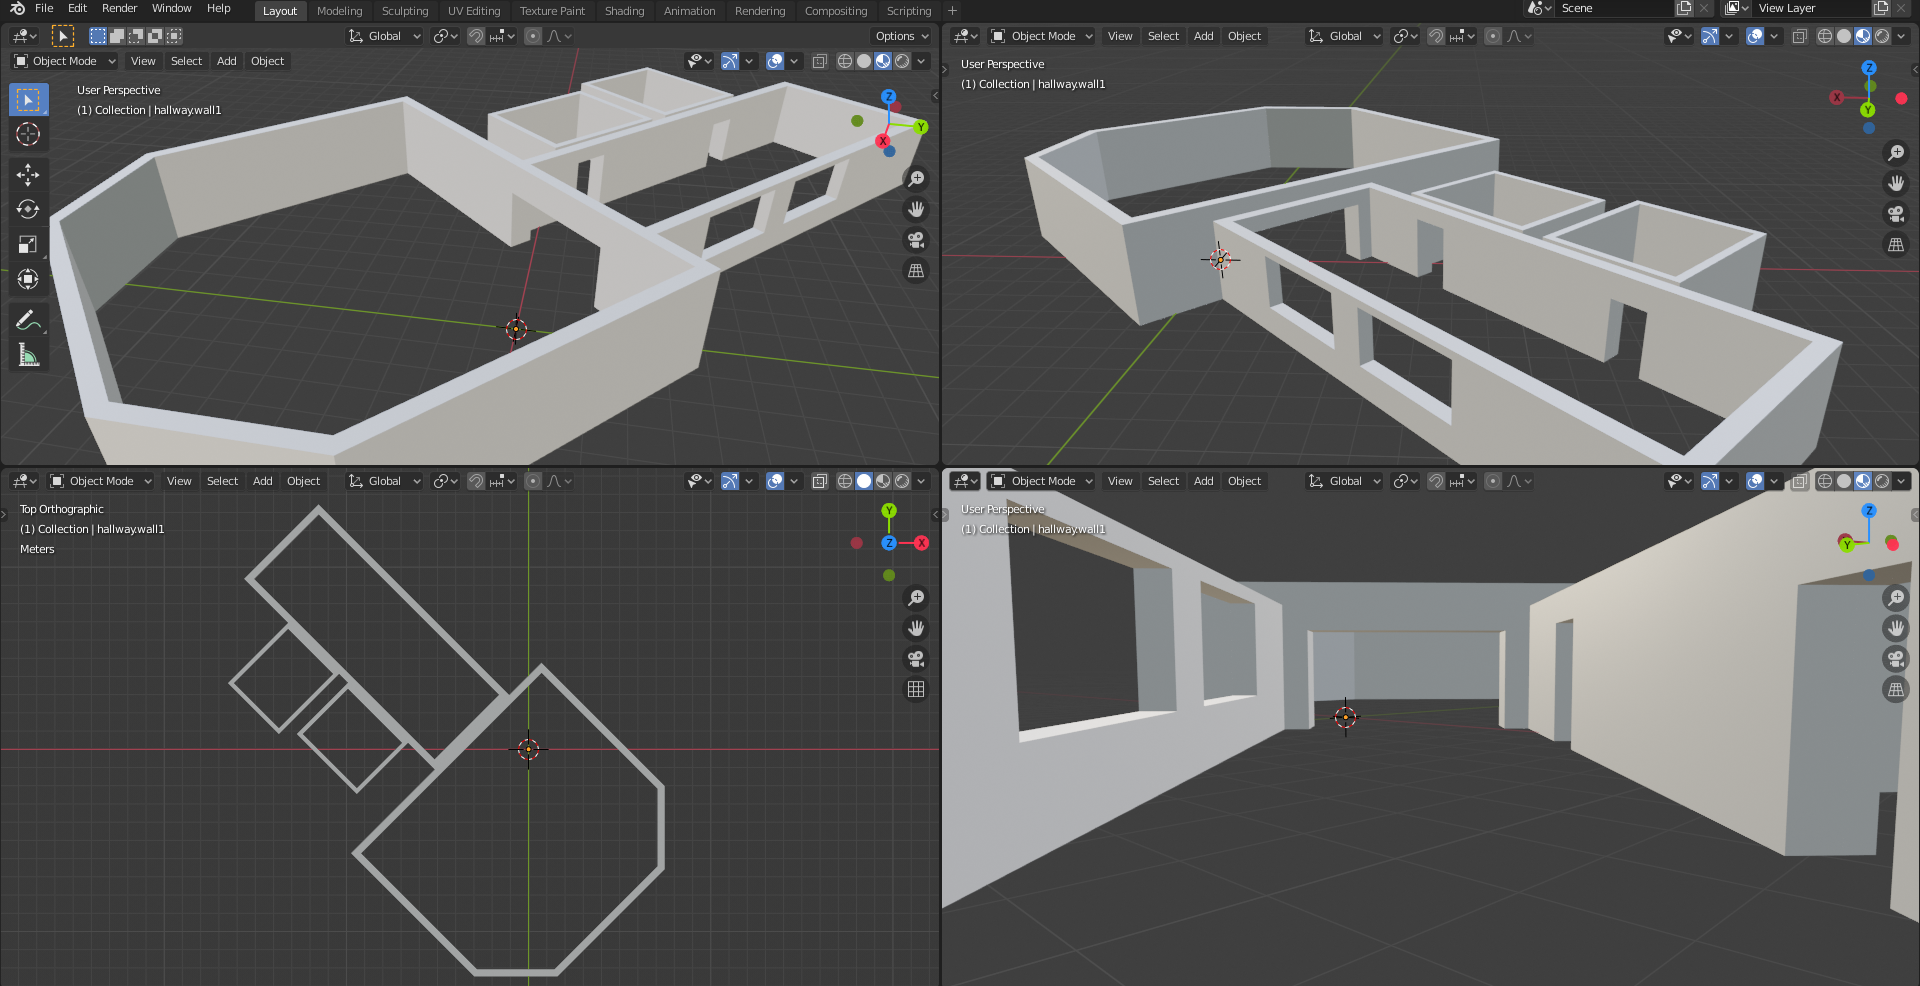 File Edit Render Window Help Layout Modeling Sculpting UV Editing Texture Paint Shading Animation Rendering Compositing Scripting + Scene View Layer
Global Options
Object Mode View Select Add Object
User Perspective
(1) Collection | hallway.wall1
Z
Y
X
Object Mode View Select Add Object Global
User Perspective
(1) Collection | hallway.wall1
Z
X
Y
Object Mode View Select Add Object Global
Top Orthographic
(1) Collection | hallway.wall1
Meters
Y
Z X
Object Mode View Select Add Object Global
User Perspective
(1) Collection | hallway.wall1
Z
Y